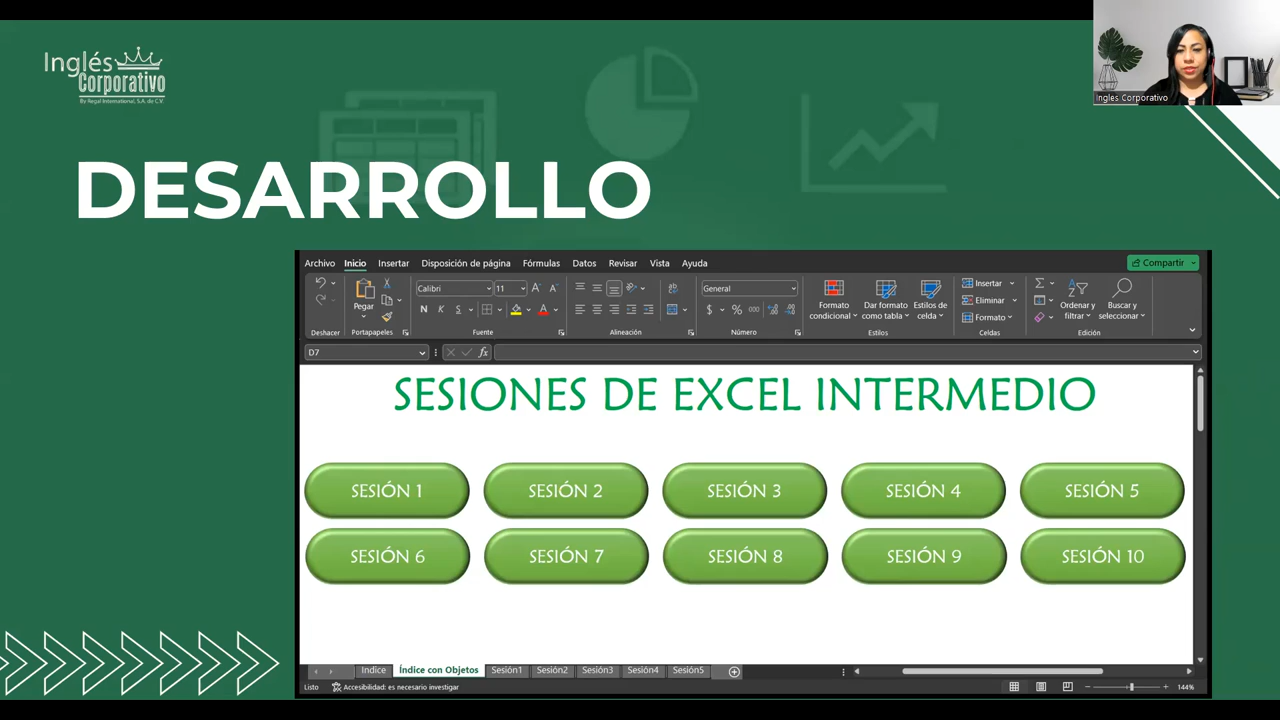 Inglés
Corporativo
By Regal International, S.A. de C.V.
Ingles Corporativo
DESARROLLO
Archivo Inicio Insertar Disposición de página Fórmulas Datos Revisar Vista Ayuda Compartir
Pegar
Calibri 11
N K S
General
$ % 000
Formato condicional
Dar formato como tabla
Estilos de celda
Insertar
Eliminar
Formato
Ordenar y filtrar
Buscar y seleccionar
Deshacer Portapapeles Fuente Alineación Número Estilos Celdas Edición
D7 fx
SESIONES DE EXCEL INTERMEDIO
SESIÓN 1 SESIÓN 2 SESIÓN 3 SESIÓN 4 SESIÓN 5
SESIÓN 6 SESIÓN 7 SESIÓN 8 SESIÓN 9 SESIÓN 10
Indice Índice con Objetos Sesión1 Sesión2 Sesión3 Sesión4 Sesión5
Listo Accesibilidad: es necesario investigar 144%